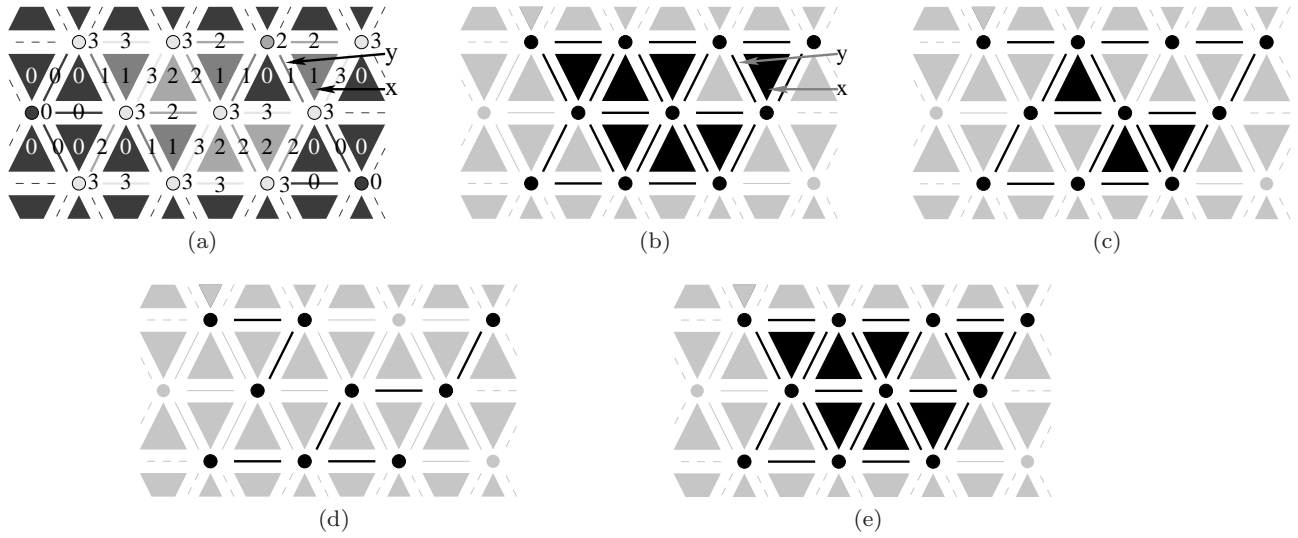 3 3 3 2 2 2 3
y y
0 0 0 1 1 3 2 2 1 1 0 1 1 3 0
x x
0 0 3 2 3 3 3
0 0 0 2 0 1 1 3 2 2 2 2 0 0 0
3 3 3 3 3 0 0
(a) (b) (c)
(d) (e)